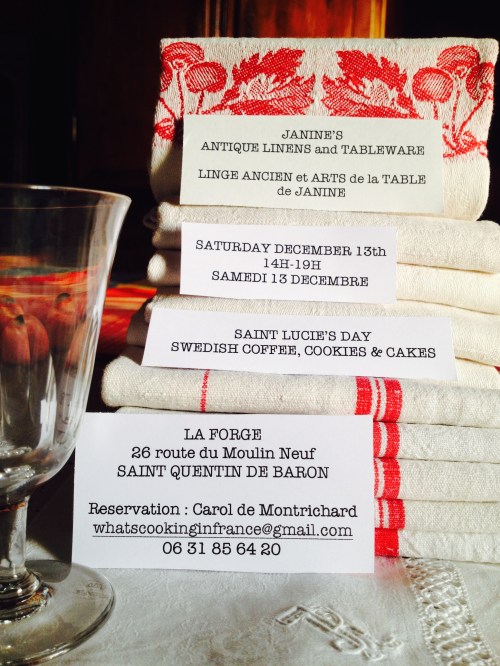 JANINE'S
ANTIQUE LINENS and TABLEWARE
LINGE ANCIEN et ARTS de la TABLE
de JANINE
SATURDAY DECEMBER 13th
14H-19H
SAMEDI 13 DECEMBRE
SAINT LUCIE'S DAY
SWEDISH COFFEE, COOKIES & CAKES
LA FORGE
26 route du Moulin Neuf
SAINT QUENTIN DE BARON
Reservation : Carol de Montrichard
whatscookinginfrance@gmail.com
06 31 85 64 20